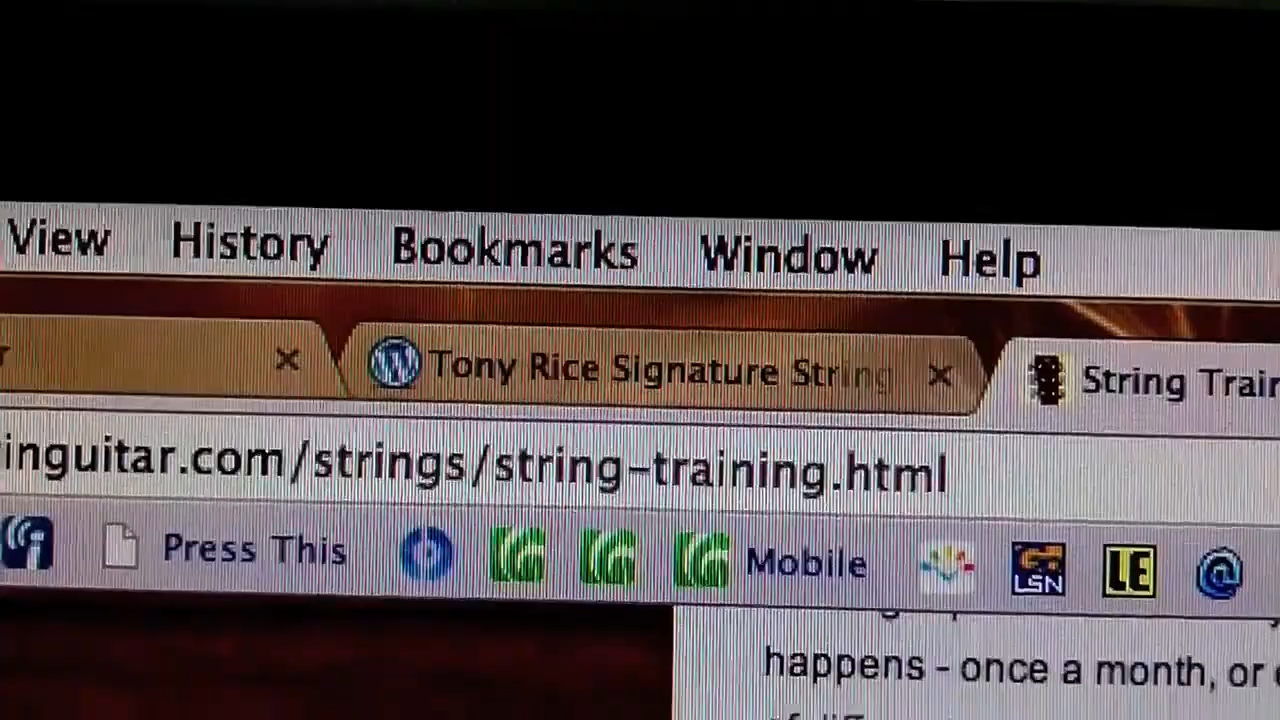 View History Bookmarks Window Help
Tony Rice Signature String
String Train
inguitar.com/strings/string-training.html
Press This
Mobile
LSN
LE
@
happens - once a month, or